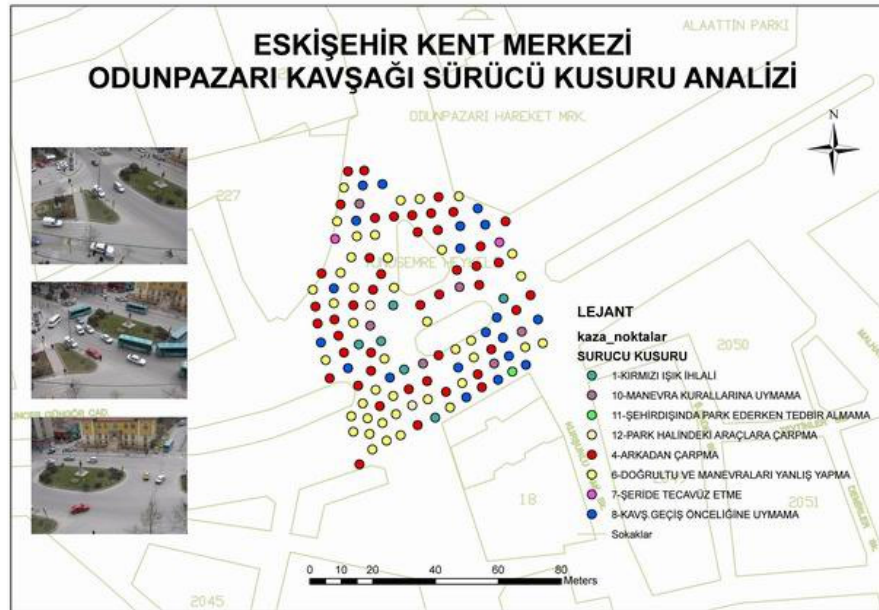 ESKİŞEHİR KENT MERKEZİ
ODUNPAZARI KAVŞAĞI SÜRÜCÜ KUSURU ANALİZİ
ALAATTİN PARKI
ODUNPAZARI HAREKET MRK.
N
227
YUNUSEMRE HEYKELİ
LEJANT
kaza_noktalar
SURUCU KUSURU
1-KIRMIZI IŞIK İHLALİ
10-MANEVRA KURALLARINA UYMAMA
11-ŞEHİRDIŞINDA PARK EDERKEN TEDBİR ALMAMA
12-PARK HALİNDEKİ ARAÇLARA ÇARPMA
4-ARKADAN ÇARPMA
6-DOĞRULTU VE MANEVRALARI YANLIŞ YAPMA
7-ŞERİDE TECAVÜZ ETME
8-KAVŞ.GEÇİŞ ÖNCELİĞİNE UYMAMA
Sokaklar
2050
2051
18
2045
0 10 20 40 60 80
Meters